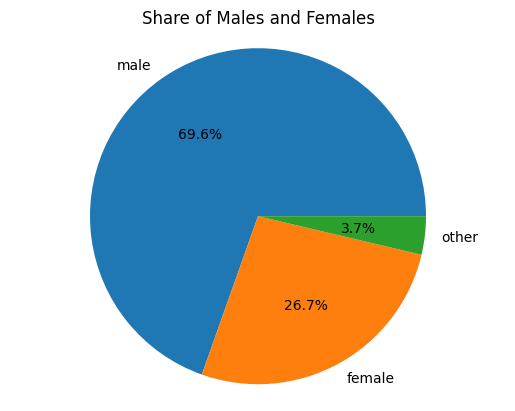 Share of Males and Females
male
69.6%
3.7%
other
26.7%
female